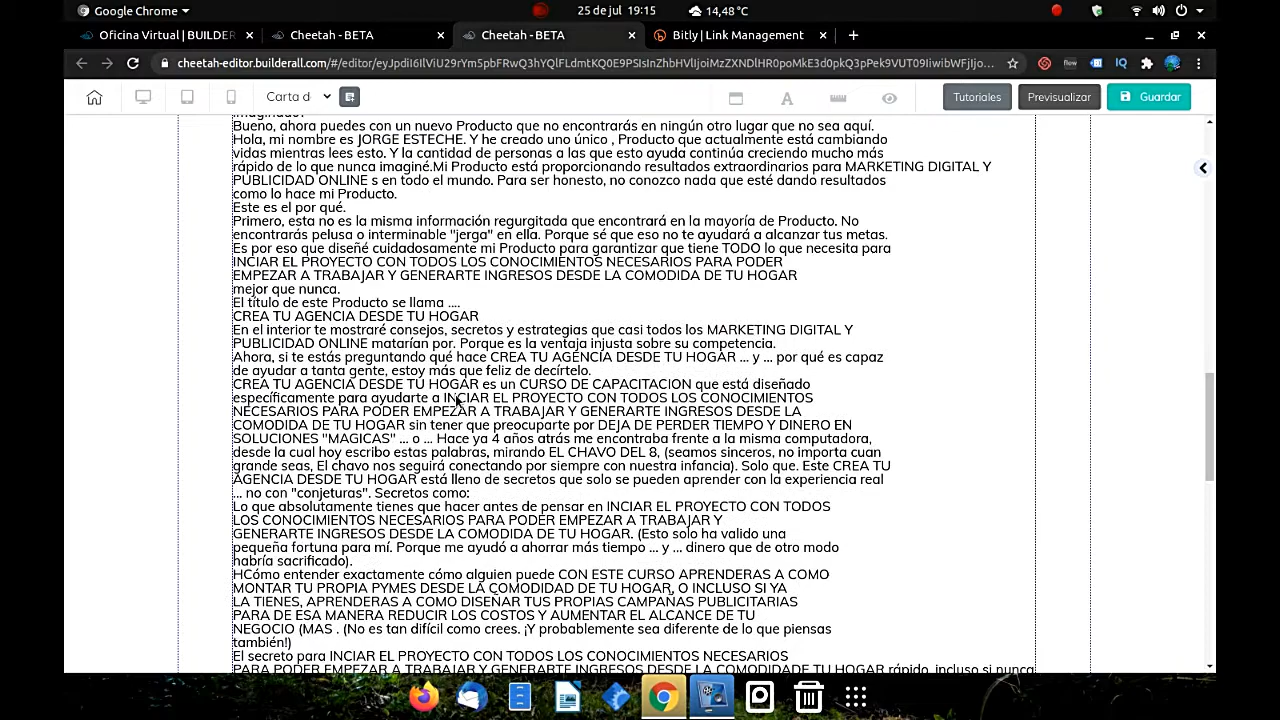 Google Chrome
25 de jul 19:15
14,48 °C
Oficina Virtual | BUILDER
Cheetah - BETA
Cheetah - BETA
Bitly | Link Management
cheetah-editor.builderall.com/#/editor/
Carta d
Tutoriales
Previsualizar
Guardar
Bueno, ahora puedes con un nuevo Producto que no encontrarás en ningún otro lugar que no sea aquí.
Hola, mi nombre es JORGE ESTECHE. Y he creado uno único , Producto que actualmente está cambiando
vidas mientras lees esto. Y la cantidad de personas a las que esto ayuda continúa creciendo mucho más
rápido de lo que nunca imaginé.Mi Producto está proporcionando resultados extraordinarios para MARKETING DIGITAL Y
PUBLICIDAD ONLINE s en todo el mundo. Para ser honesto, no conozco nada que esté dando resultados
como lo hace mi Producto.
Este es el por qué.
Primero, esta no es la misma información regurgitada que encontrará en la mayoría de Producto. No
encontrarás pelusa o interminable "jerga" en ella. Porque sé que eso no te ayudará a alcanzar tus metas.
Es por eso que diseñé cuidadosamente mi Producto para garantizar que tiene TODO lo que necesita para
INCIAR EL PROYECTO CON TODOS LOS CONOCIMIENTOS NECESARIOS PARA PODER
EMPEZAR A TRABAJAR Y GENERARTE INGRESOS DESDE LA COMODIDA DE TU HOGAR
mejor que nunca.
El título de este Producto se llama ....
CREA TU AGENCIA DESDE TU HOGAR
En el interior te mostraré consejos, secretos y estrategias que casi todos los MARKETING DIGITAL Y
PUBLICIDAD ONLINE matarían por. Porque es la ventaja injusta sobre su competencia.
Ahora, si te estás preguntando qué hace CREA TU AGENCIA DESDE TU HOGAR ... y ... por qué es capaz
de ayudar a tanta gente, estoy más que feliz de decírtelo.
CREA TU AGENCIA DESDE TU HOGAR es un CURSO DE CAPACITACION que está diseñado
específicamente para ayudarte a INCIAR EL PROYECTO CON TODOS LOS CONOCIMIENTOS
NECESARIOS PARA PODER EMPEZAR A TRABAJAR Y GENERARTE INGRESOS DESDE LA
COMODIDA DE TU HOGAR sin tener que preocuparte por DEJA DE PERDER TIEMPO Y DINERO EN
SOLUCIONES "MAGICAS" ... o ... Hace ya 4 años atrás me encontraba frente a la misma computadora,
desde la cual hoy escribo estas palabras, mirando EL CHAVO DEL 8, (seamos sinceros, no importa cuan
grande seas, El chavo nos seguirá conectando por siempre con nuestra infancia). Solo que. Este CREA TU
AGENCIA DESDE TU HOGAR está lleno de secretos que solo se pueden aprender con la experiencia real
... no con "conjeturas". Secretos como:
Lo que absolutamente tienes que hacer antes de pensar en INCIAR EL PROYECTO CON TODOS
LOS CONOCIMIENTOS NECESARIOS PARA PODER EMPEZAR A TRABAJAR Y
GENERARTE INGRESOS DESDE LA COMODIDA DE TU HOGAR. (Esto solo ha valido una
pequeña fortuna para mí. Porque me ayudó a ahorrar más tiempo ... y ... dinero que de otro modo
habría sacrificado).
HCómo entender exactamente cómo alguien puede CON ESTE CURSO APRENDERAS A COMO
MONTAR TU PROPIA PYMES DESDE LA COMODIDAD DE TU HOGAR, O INCLUSO SI YA
LA TIENES, APRENDERAS A COMO DISEÑAR TUS PROPIAS CAMPAÑAS PUBLICITARIAS
PARA DE ESA MANERA REDUCIR LOS COSTOS Y AUMENTAR EL ALCANCE DE TU
NEGOCIO (MAS . (No es tan difícil como crees. ¡Y probablemente sea diferente de lo que piensas
también!)
El secreto para INCIAR EL PROYECTO CON TODOS LOS CONOCIMIENTOS NECESARIOS
PARA PODER EMPEZAR A TRABAJAR Y GENERARTE INGRESOS DESDE LA COMODIDADE TU HOGAR rápido, incluso si nunca